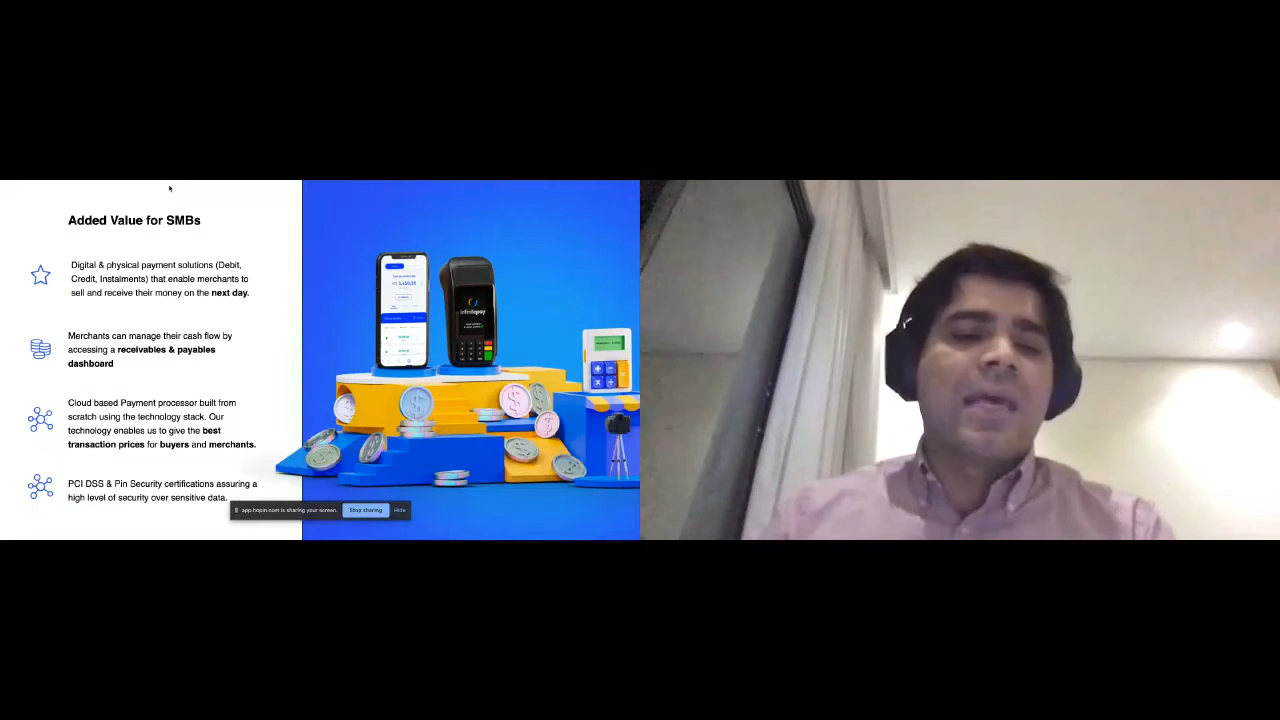 Added Value for SMBs
Digital & physical payment solutions (Debit,
Credit, Instalments) that enable merchants to
sell and receive their money on the next day.
Merchants can manage their cash flow by
accessing a receivables & payables
dashboard
Cloud based Payment processor built from
scratch using the technology stack. Our
technology enables us to give the best
transaction prices for buyers and merchants.
PCI DSS & Pin Security certifications assuring a
high level of security over sensitive data.
infinitepay
app.hopin.com is sharing your screen.
Stop sharing
Hide